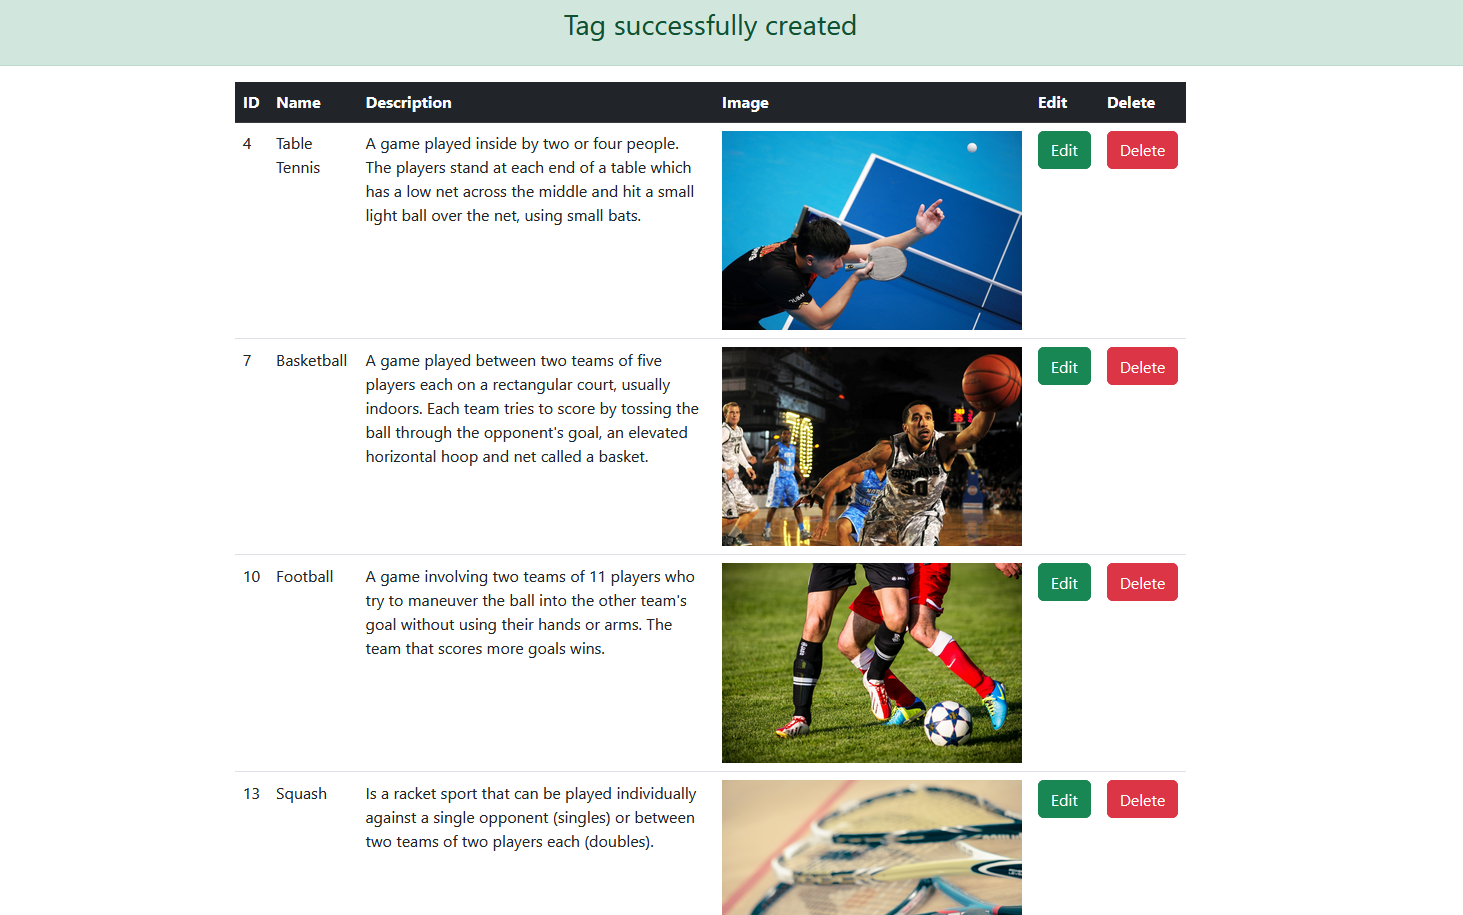 Tag successfully created
ID Name Description Image Edit Delete
4 Table Tennis
A game played inside by two or four people.
The players stand at each end of a table which
has a low net across the middle and hit a small
light ball over the net, using small bats.
DUBAI
Edit Delete
7 Basketball
A game played between two teams of five
players each on a rectangular court, usually
indoors. Each team tries to score by tossing the
ball through the opponent's goal, an elevated
horizontal hoop and net called a basket.
SPARTANS
30
Edit Delete
10 Football
A game involving two teams of 11 players who
try to maneuver the ball into the other team's
goal without using their hands or arms. The
team that scores more goals wins.
Edit Delete
13 Squash
Is a racket sport that can be played individually
against a single opponent (singles) or between
two teams of two players each (doubles).
Edit Delete